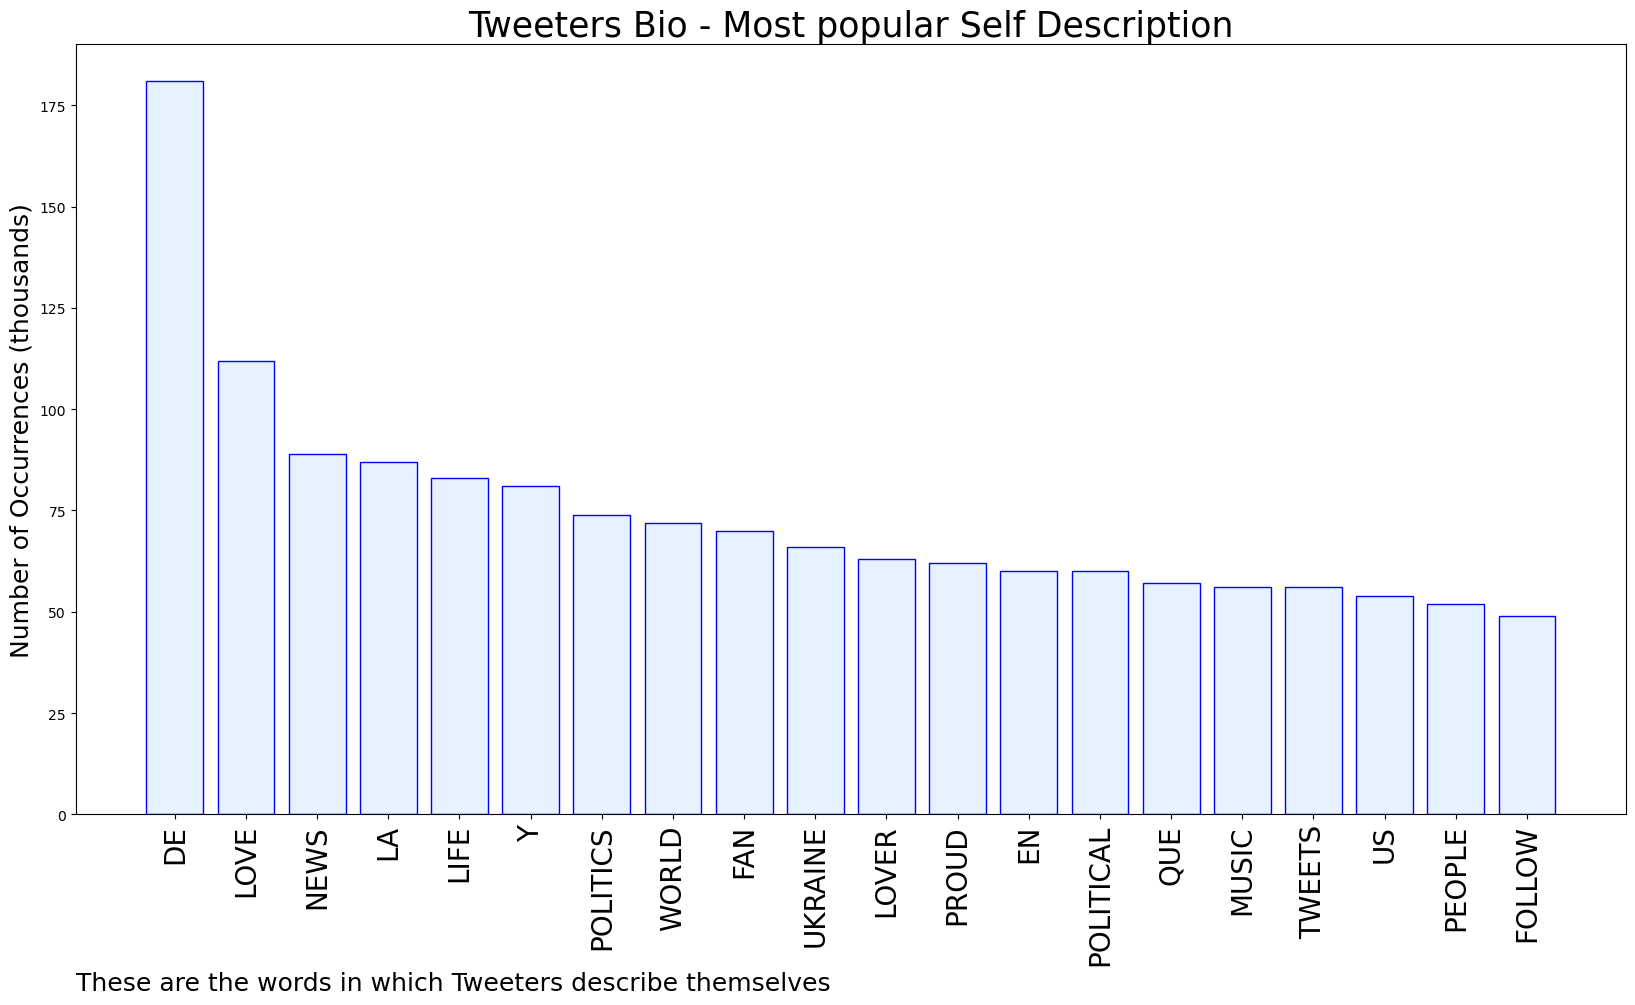 Tweeters Bio - Most popular Self Description
Number of Occurrences (thousands)
175
150
125
100
75
50
25
0
DE
LOVE
NEWS
LA
LIFE
Y
POLITICS
WORLD
FAN
UKRAINE
LOVER
PROUD
EN
POLITICAL
QUE
MUSIC
TWEETS
US
PEOPLE
FOLLOW
These are the words in which Tweeters describe themselves